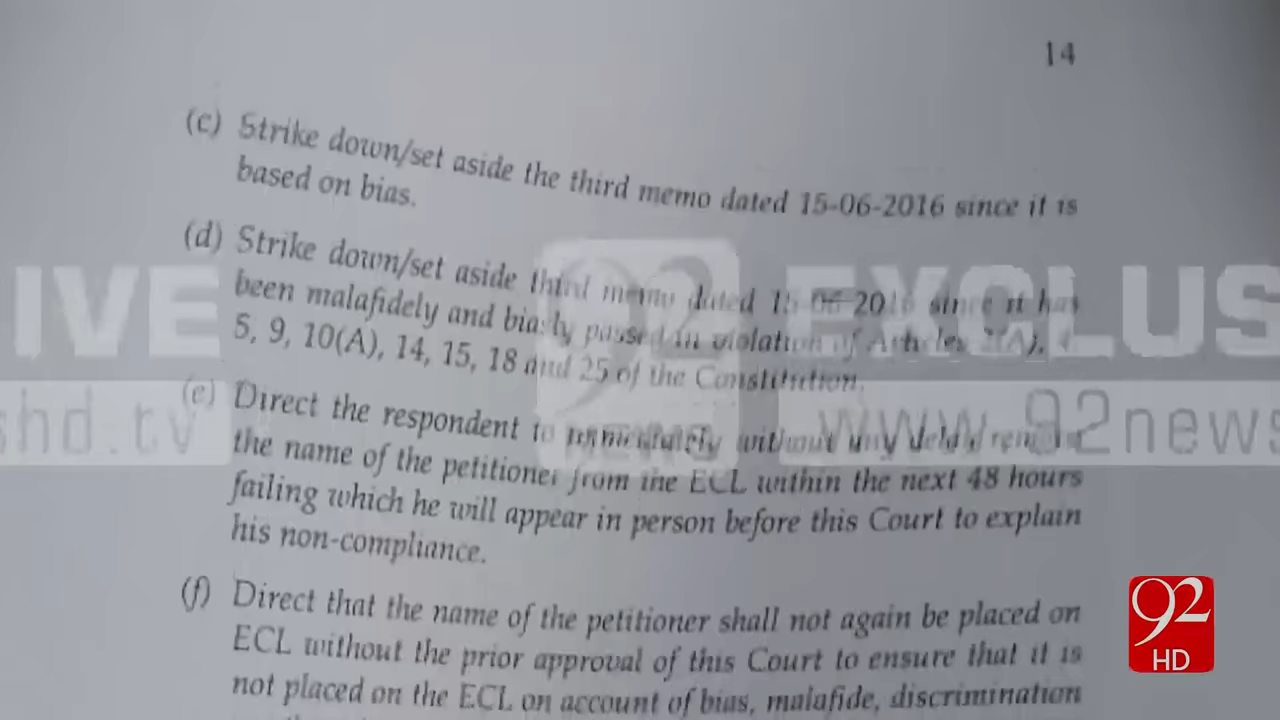 14
(c) Strike down/set aside the third memo dated 15-06-2016 since it is
based on bias.
(d) Strike down/set aside third memo dated 15-06-2016 since it has
been malafidely and biasly passed in violation of Articles 2(A), 4,
5, 9, 10(A), 14, 15, 18 and 25 of the Constitution.
(e) Direct the respondent to immediately without any delay remove
the name of the petitioner from the ECL within the next 48 hours
failing which he will appear in person before this Court to explain
his non-compliance.
(f) Direct that the name of the petitioner shall not again be placed on
ECL without the prior approval of this Court to ensure that it is
not placed on the ECL on account of bias, malafide, discrimination
IVE
92
EXCLUS
shd.tv
www.92news
92
HD